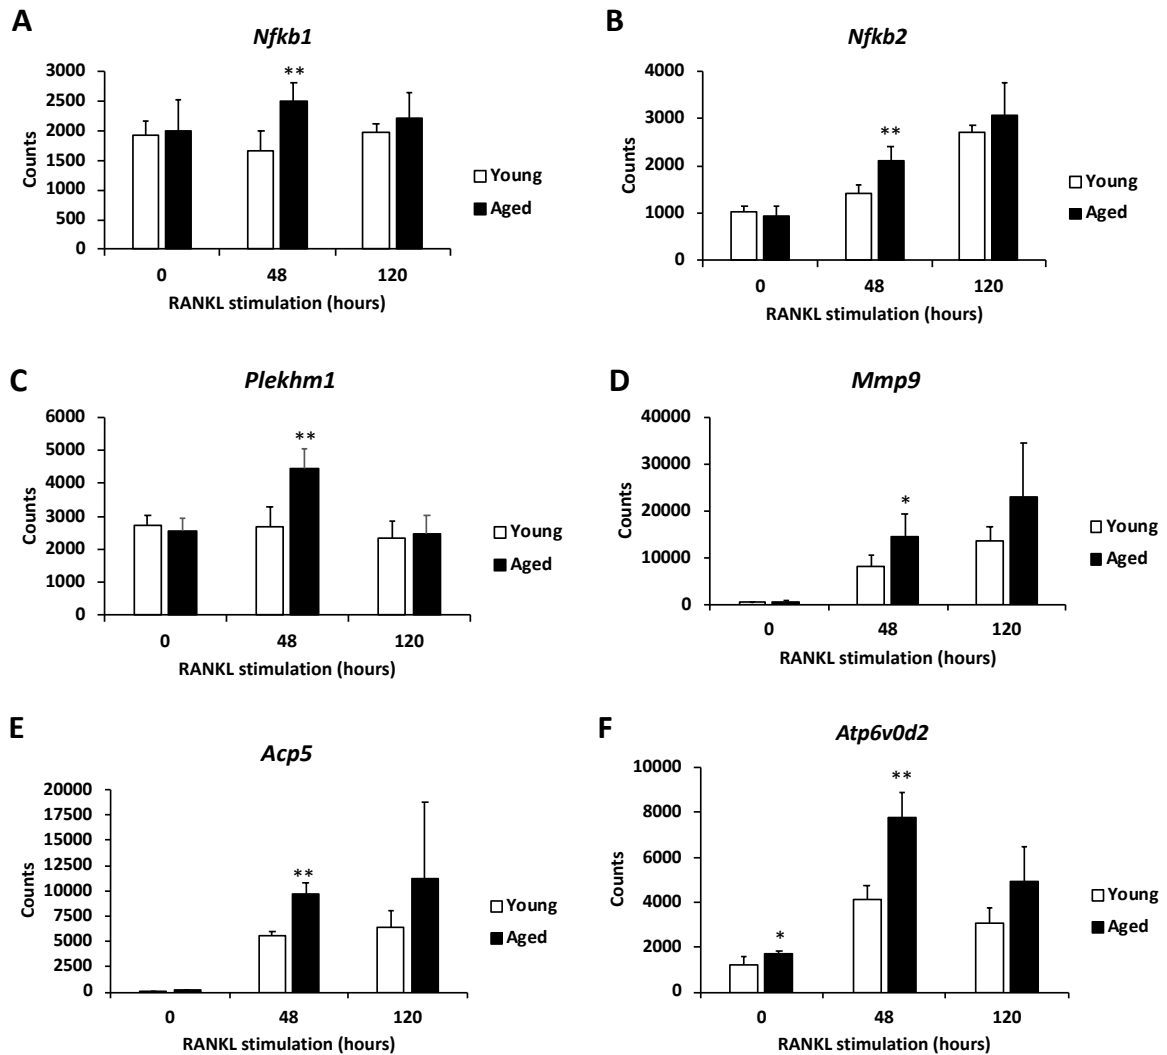 A
Nfkb1
3000
2500
2000
1500
1000
500
0
Counts
**
0 48 120
RANKL stimulation (hours)
Young
Aged
B
Nfkb2
4000
3000
2000
1000
0
Counts
**
0 48 120
RANKL stimulation (hours)
Young
Aged
C
Plekhm1
6000
5000
4000
3000
2000
1000
0
Counts
**
0 48 120
RANKL stimulation (hours)
Young
Aged
D
Mmp9
40000
30000
20000
10000
0
Counts
*
0 48 120
RANKL stimulation (hours)
Young
Aged
E
Acp5
20000
17500
15000
12500
10000
7500
5000
2500
0
Counts
**
0 48 120
RANKL stimulation (hours)
Young
Aged
F
Atp6v0d2
10000
8000
6000
4000
2000
0
Counts
*
**
0 48 120
RANKL stimulation (hours)
Young
Aged